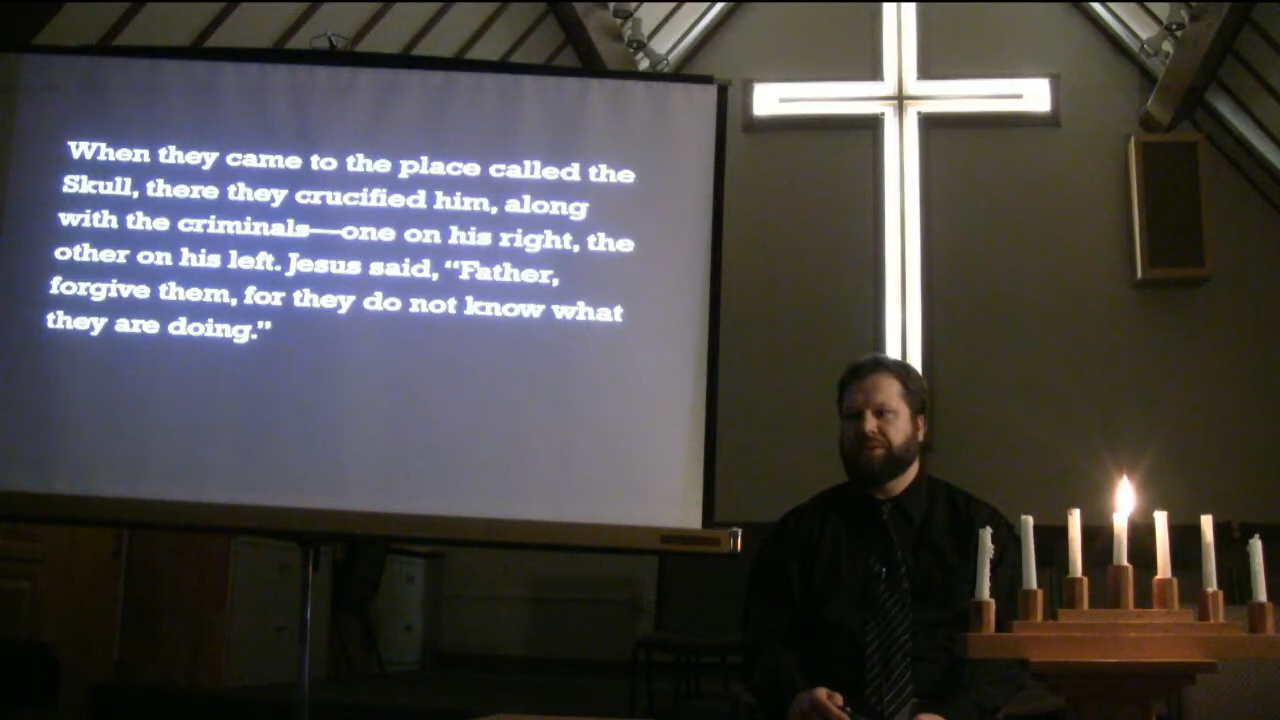 When they came to the place called the
Skull, there they crucified him, along
with the criminals—one on his right, the
other on his left. Jesus said, “Father,
forgive them, for they do not know what
they are doing.”